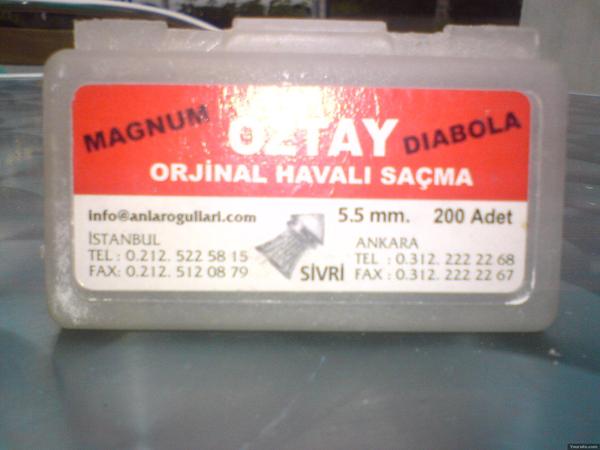 MAGNUM ÖZTAY DIABOLA
ORJİNAL HAVALI SAÇMA
info@anlarogullari.com
5.5 mm. 200 Adet
İSTANBUL
TEL : 0.212. 522 58 15
FAX: 0.212. 512 08 79
SİVRİ
ANKARA
TEL : 0.312. 222 22 68
FAX : 0.312. 222 22 67